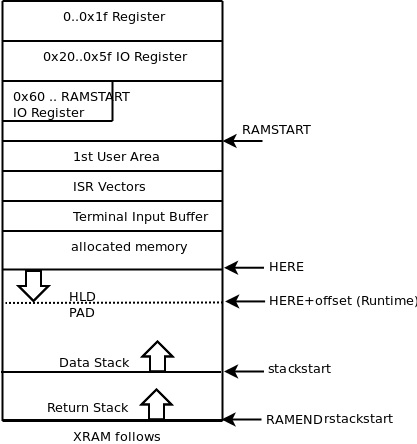 0..0x1f Register
0x20..0x5f IO Register
0x60 .. RAMSTART
IO Register
RAMSTART
1st User Area
ISR Vectors
Terminal Input Buffer
allocated memory
HERE
HLD
HERE+offset (Runtime)
PAD
Data Stack
stackstart
Return Stack
RAMENDrstackstart
XRAM follows